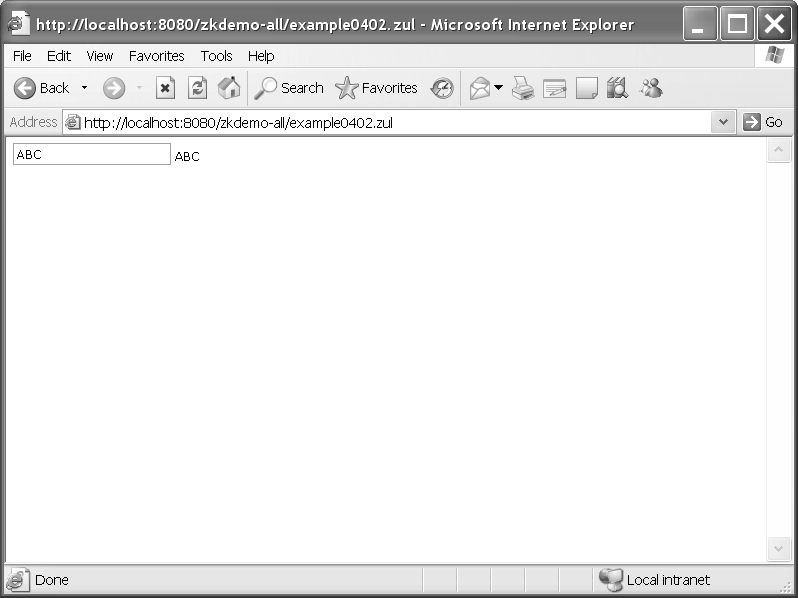 http://localhost:8080/zkdemo-all/example0402.zul - Microsoft Internet Explorer
File Edit View Favorites Tools Help
Back Search Favorites
Address http://localhost:8080/zkdemo-all/example0402.zul Go
ABC ABC
Done Local intranet